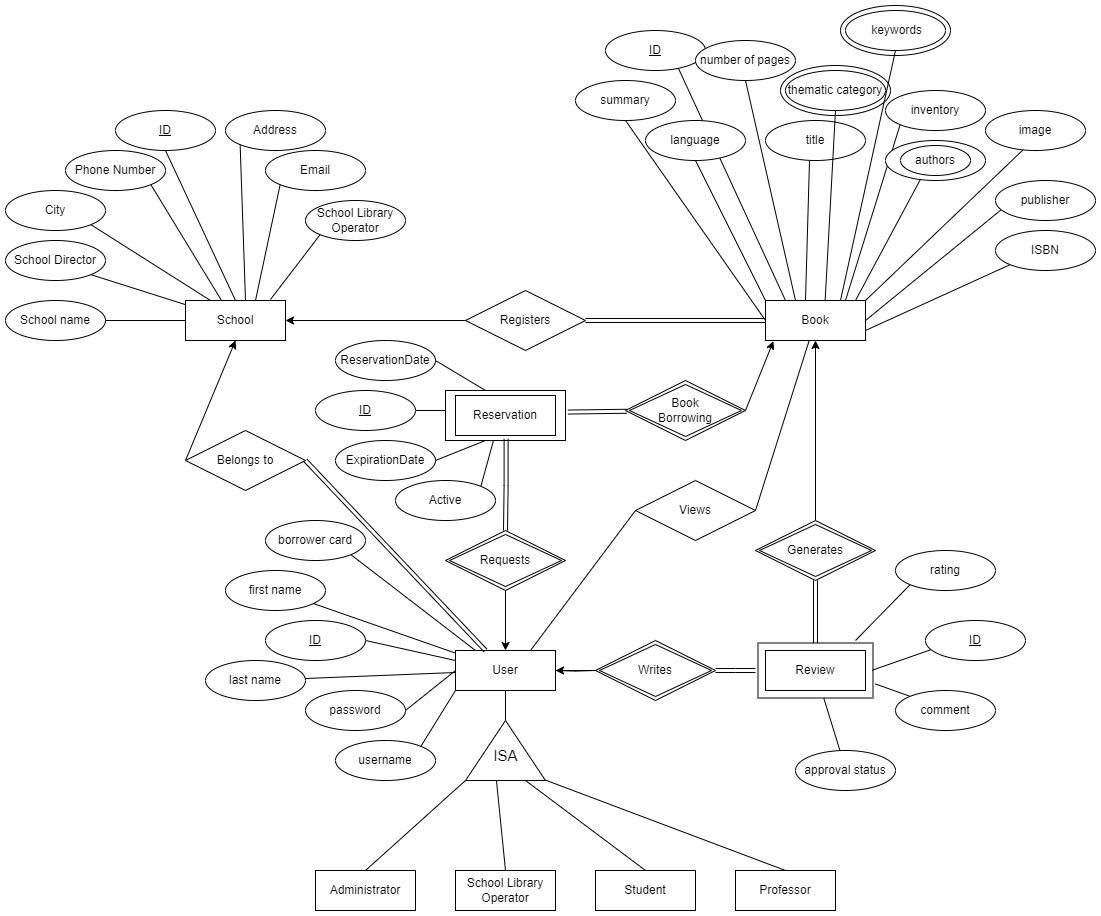 keywords
ID
number of pages
thematic category
summary
inventory
image
language
title
authors
publisher
ISBN
ID
Address
Phone Number
Email
City
School Library
Operator
School Director
School name
School
Registers
Book
ReservationDate
ID
Reservation
Book
Borrowing
ExpirationDate
Active
Belongs to
Views
borrower card
Requests
Generates
first name
rating
ID
ID
last name
User
Writes
Review
password
comment
username
ISA
approval status
Administrator
School Library
Operator
Student
Professor